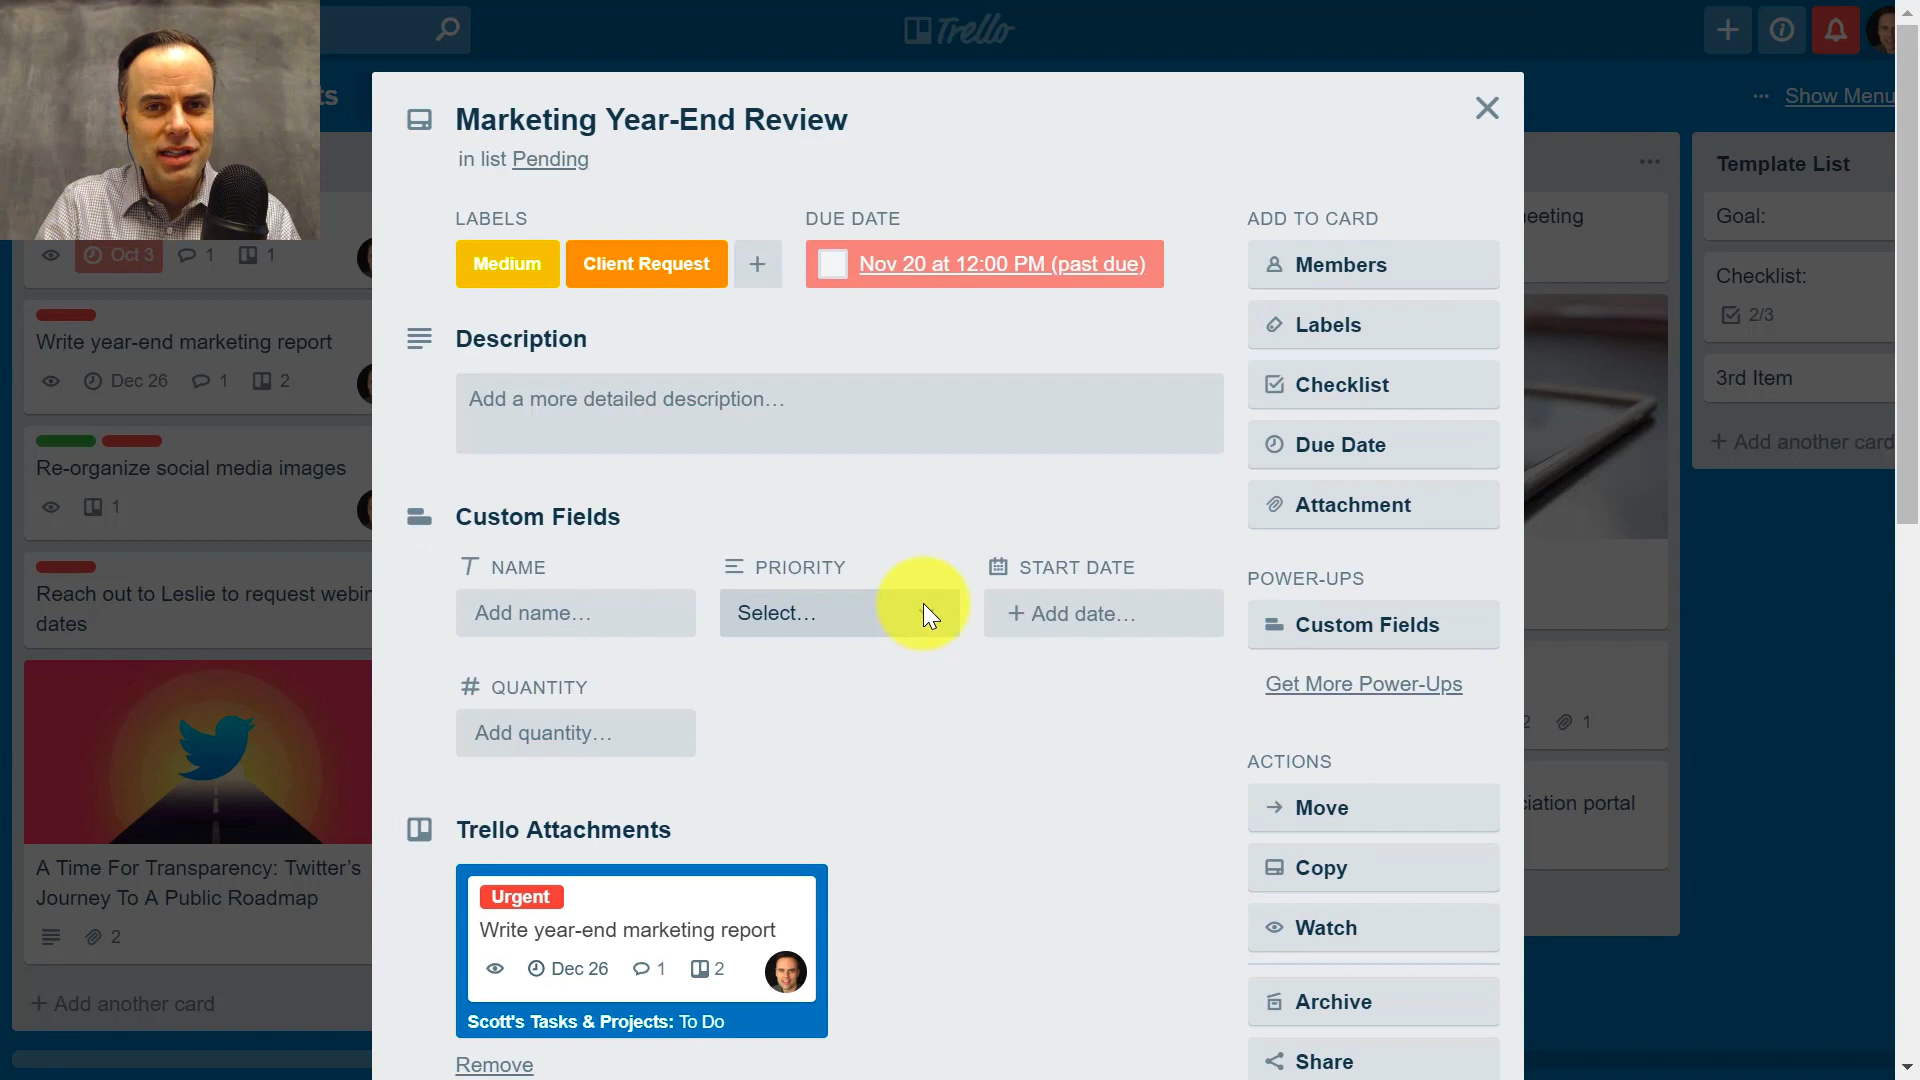 Trello
ts
... Show Menu
Marketing Year-End Review
in list Pending
LABELS
Medium
Client Request
+
DUE DATE
Nov 20 at 12:00 PM (past due)
Description
Add a more detailed description…
Custom Fields
NAME
Add name…
PRIORITY
Select…
START DATE
+ Add date…
# QUANTITY
Add quantity…
Trello Attachments
Urgent
Write year-end marketing report
Dec 26 1 2
Scott's Tasks & Projects: To Do
Remove
ADD TO CARD
Members
Labels
Checklist
Due Date
Attachment
POWER-UPS
Custom Fields
Get More Power-Ups
ACTIONS
Move
Copy
Watch
Archive
Share
Oct 3 1 1
Write year-end marketing report
Dec 26 1 2
Re-organize social media images
1
Reach out to Leslie to request webin
dates
A Time For Transparency: Twitter’s
Journey To A Public Roadmap
2
+ Add another card
...
neeting
2 1
ciation portal
Template List
Goal:
Checklist:
2/3
3rd Item
+ Add another card